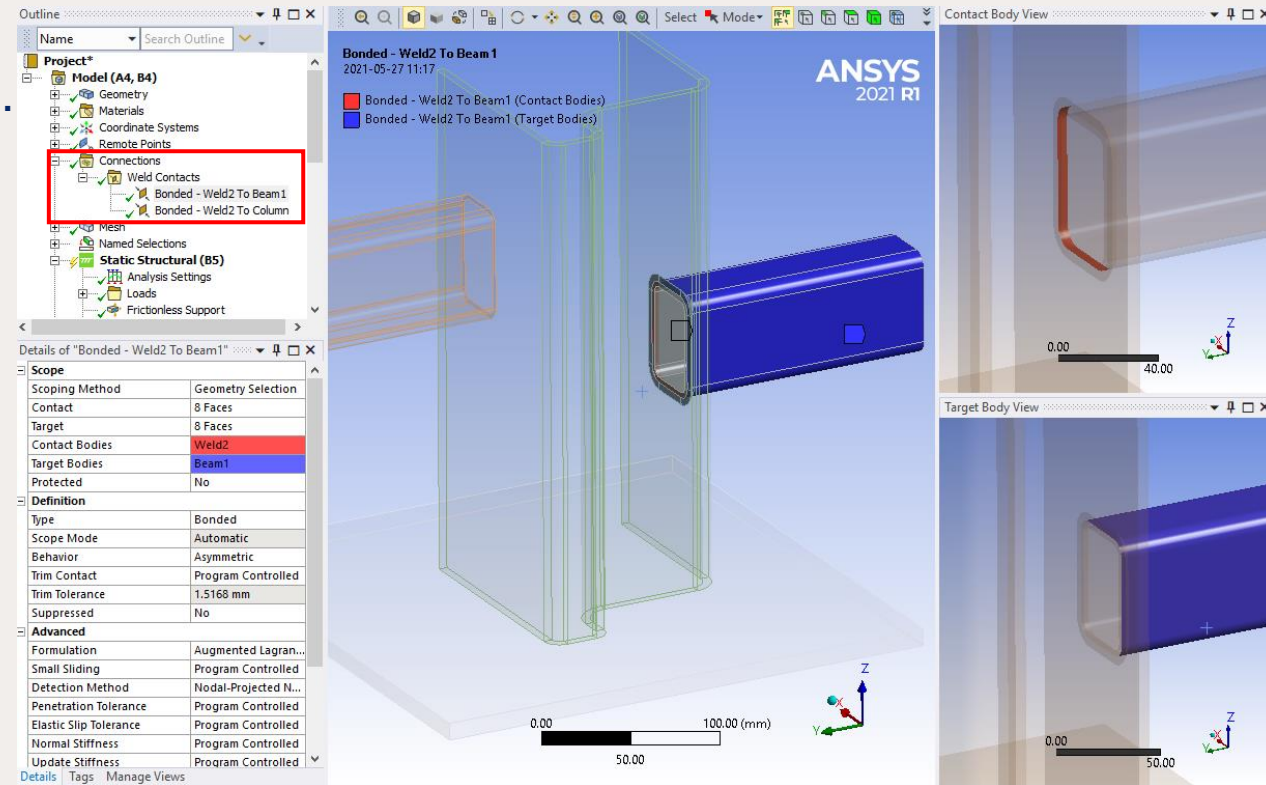 Outline
Name
Search Outline
Project*
Model (A4, B4)
Geometry
Materials
Coordinate Systems
Remote Points
Connections
Weld Contacts
Bonded - Weld2 To Beam1
Bonded - Weld2 To Column
Mesh
Named Selections
Static Structural (B5)
Analysis Settings
Loads
Frictionless Support
Details of "Bonded - Weld2 To Beam1"
Scope
Scoping Method Geometry Selection
Contact 8 Faces
Target 8 Faces
Contact Bodies Weld2
Target Bodies Beam1
Protected No
Definition
Type Bonded
Scope Mode Automatic
Behavior Asymmetric
Trim Contact Program Controlled
Trim Tolerance 1.5168 mm
Suppressed No
Advanced
Formulation Augmented Lagran...
Small Sliding Program Controlled
Detection Method Nodal-Projected N...
Penetration Tolerance Program Controlled
Elastic Slip Tolerance Program Controlled
Normal Stiffness Program Controlled
Update Stiffness Program Controlled
Details Tags Manage Views
Select Mode
Bonded - Weld2 To Beam1
2021-05-27 11:17
Bonded - Weld2 To Beam1 (Contact Bodies)
Bonded - Weld2 To Beam1 (Target Bodies)
ANSYS
2021 R1
Z
X
Y
0.00 100.00 (mm)
50.00
Contact Body View
0.00
40.00
Z
X
Y
Target Body View
0.00
50.00
Z
X
Y